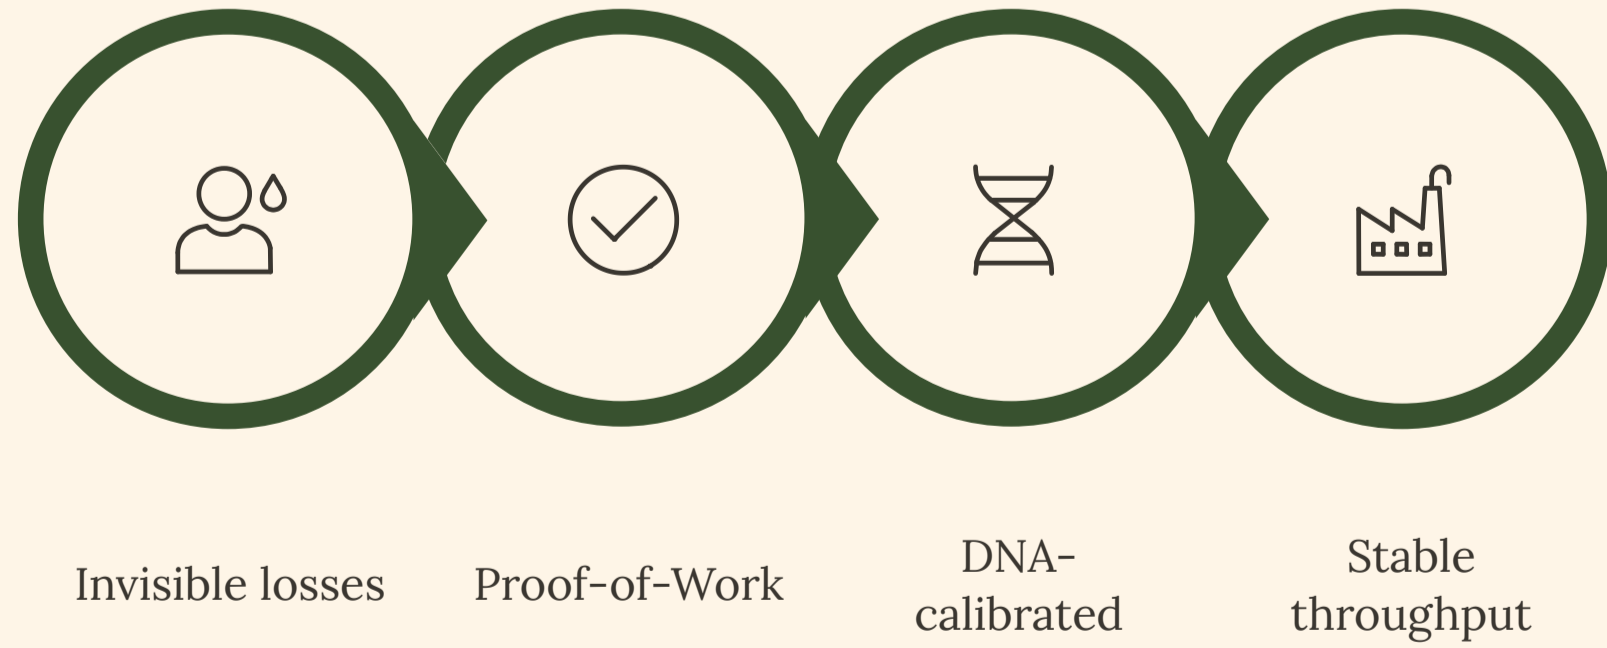 Invisible losses
Proof-of-Work
DNA-
calibrated
Stable
throughput